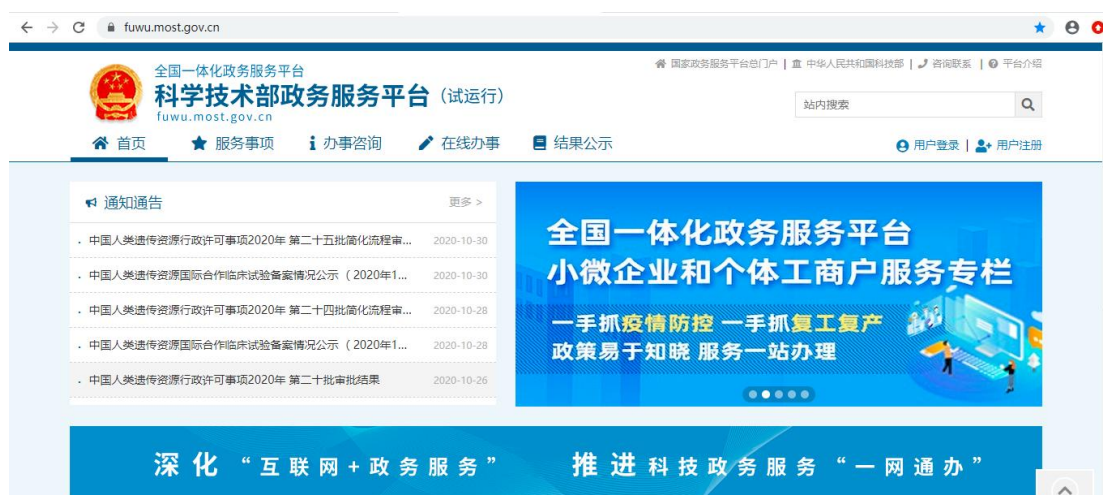 fuwu.most.gov.cn
国家政务服务平台总门户 | 中华人民共和国科技部 | 咨询联系 | 平台介绍
全国一体化政务服务平台
科学技术部政务服务平台（试运行）
fuwu.most.gov.cn
站内搜索
首页 服务事项 办事咨询 在线办事 结果公示
用户登录 | 用户注册
通知通告 更多 >
中国人类遗传资源行政许可事项2020年 第二十五批简化流程审... 2020-10-30
中国人类遗传资源国际合作临床试验备案情况公示（2020年1... 2020-10-30
中国人类遗传资源行政许可事项2020年 第二十四批简化流程审... 2020-10-28
中国人类遗传资源国际合作临床试验备案情况公示（2020年1... 2020-10-28
中国人类遗传资源行政许可事项2020年 第二十批审批结果 2020-10-26
全国一体化政务服务平台
小微企业和个体工商户服务专栏
一手抓疫情防控 一手抓复工复产
政策易于知晓 服务一站办理
深化“互联网+政务服务” 推进科技政务服务“一网通办”